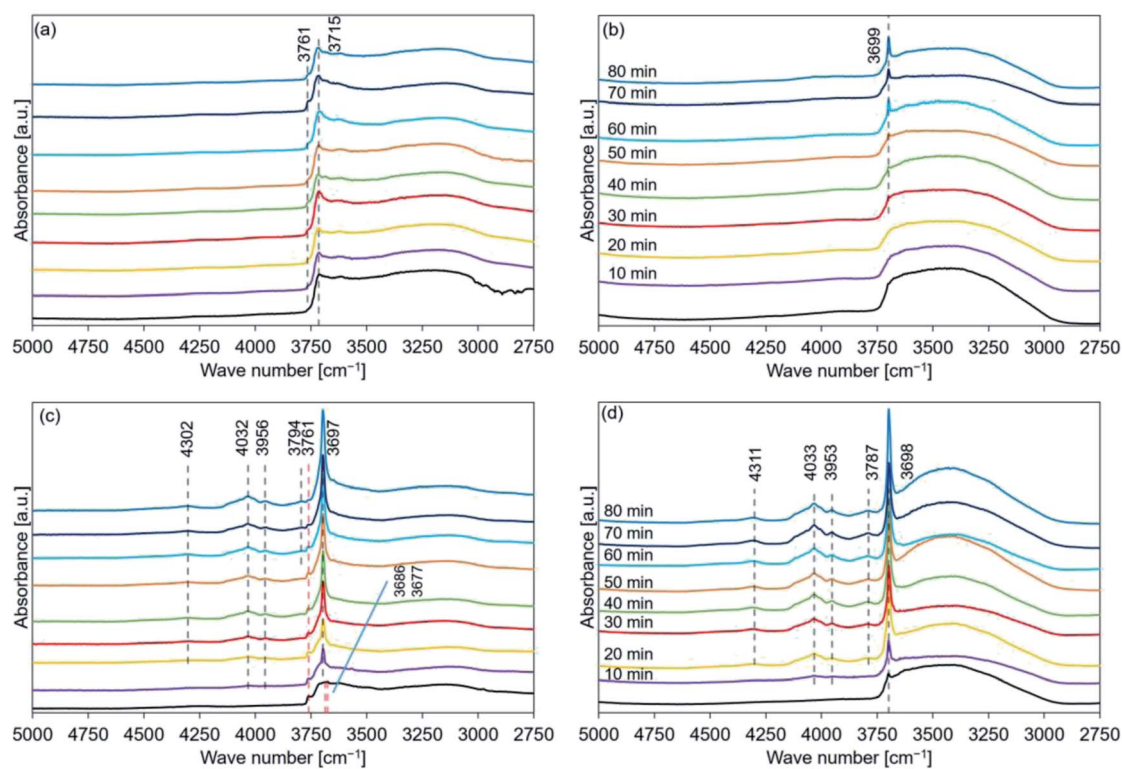 (a)
3761
3715
Absorbance [a.u.]
5000 4750 4500 4250 4000 3750 3500 3250 3000 2750
Wave number [cm⁻¹]
(b)
3699
80 min
70 min
60 min
50 min
40 min
30 min
20 min
10 min
Absorbance [a.u.]
5000 4750 4500 4250 4000 3750 3500 3250 3000 2750
Wave number [cm⁻¹]
(c)
4302
4032
3956
3794
3761
3697
3686
3677
Absorbance [a.u.]
5000 4750 4500 4250 4000 3750 3500 3250 3000 2750
Wave number [cm⁻¹]
(d)
4311
4033
3953
3787
3698
80 min
70 min
60 min
50 min
40 min
30 min
20 min
10 min
Absorbance [a.u.]
5000 4750 4500 4250 4000 3750 3500 3250 3000 2750
Wave number [cm⁻¹]